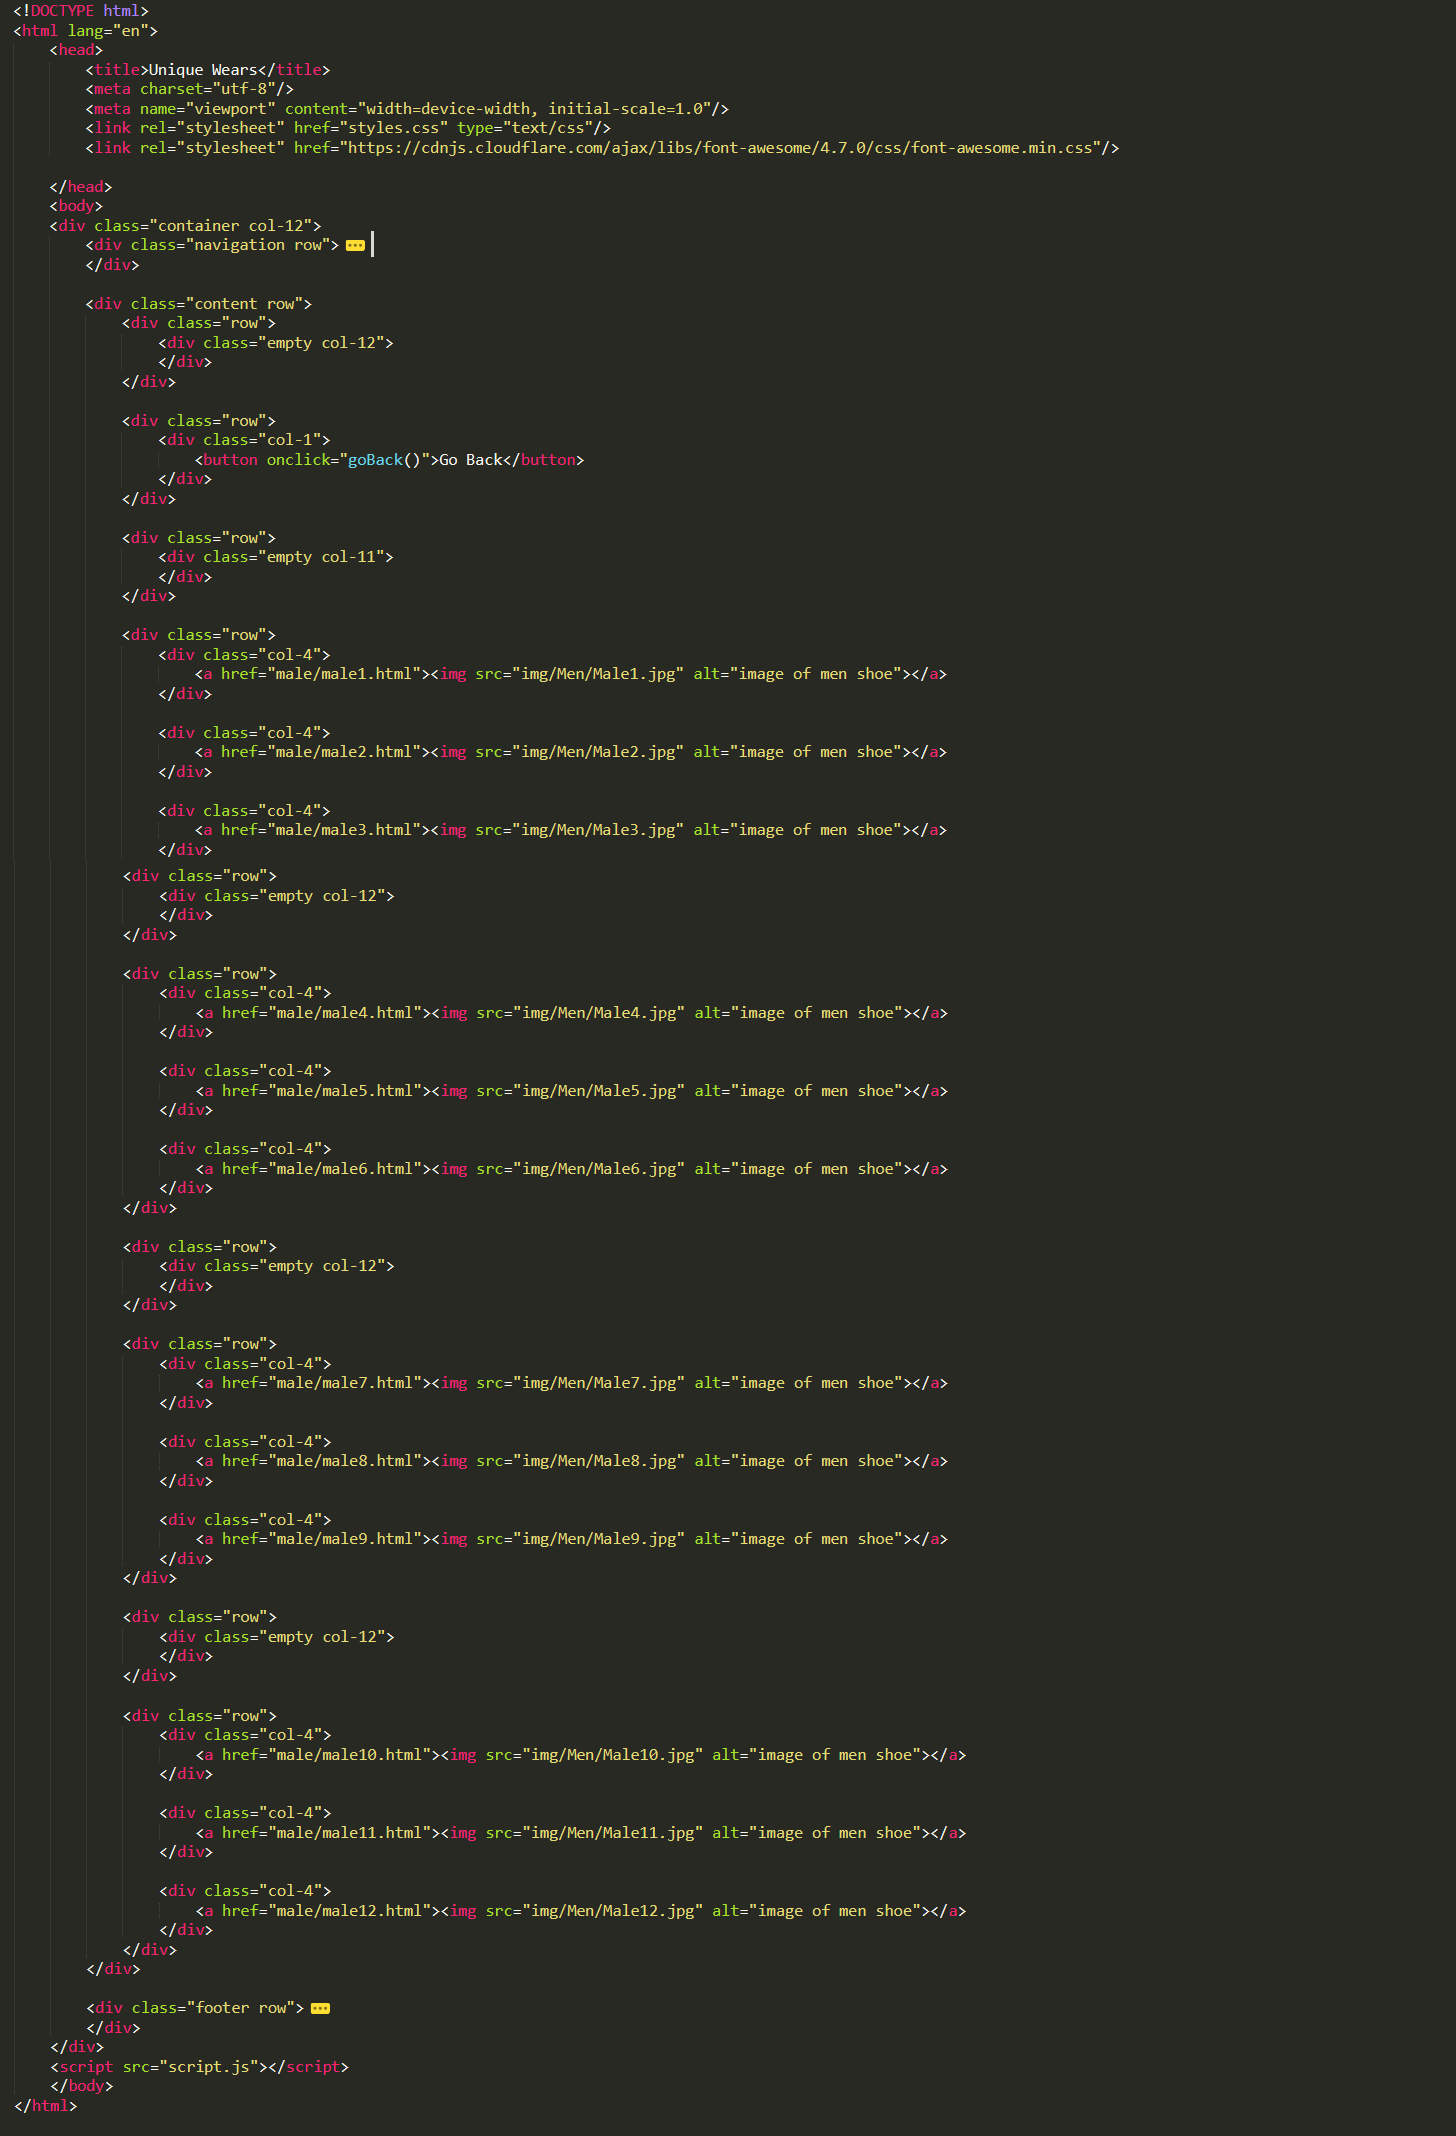 <!DOCTYPE html>
<html lang="en">
<head>
<title>Unique Wears</title>
<meta charset="utf-8"/>
<meta name="viewport" content="width=device-width, initial-scale=1.0"/>
<link rel="stylesheet" href="styles.css" type="text/css"/>
<link rel="stylesheet" href="https://cdnjs.cloudflare.com/ajax/libs/font-awesome/4.7.0/css/font-awesome.min.css"/>
</head>
<body>
<div class="container col-12">
<div class="navigation row">
</div>
<div class="content row">
<div class="row">
<div class="empty col-12">
</div>
</div>
<div class="row">
<div class="col-1">
<button onclick="goBack()">Go Back</button>
</div>
</div>
<div class="row">
<div class="empty col-11">
</div>
</div>
<div class="row">
<div class="col-4">
<a href="male/male1.html"><img src="img/Men/Male1.jpg" alt="image of men shoe"></a>
</div>
<div class="col-4">
<a href="male/male2.html"><img src="img/Men/Male2.jpg" alt="image of men shoe"></a>
</div>
<div class="col-4">
<a href="male/male3.html"><img src="img/Men/Male3.jpg" alt="image of men shoe"></a>
</div>
<div class="row">
<div class="empty col-12">
</div>
</div>
<div class="row">
<div class="col-4">
<a href="male/male4.html"><img src="img/Men/Male4.jpg" alt="image of men shoe"></a>
</div>
<div class="col-4">
<a href="male/male5.html"><img src="img/Men/Male5.jpg" alt="image of men shoe"></a>
</div>
<div class="col-4">
<a href="male/male6.html"><img src="img/Men/Male6.jpg" alt="image of men shoe"></a>
</div>
</div>
<div class="row">
<div class="empty col-12">
</div>
</div>
<div class="row">
<div class="col-4">
<a href="male/male7.html"><img src="img/Men/Male7.jpg" alt="image of men shoe"></a>
</div>
<div class="col-4">
<a href="male/male8.html"><img src="img/Men/Male8.jpg" alt="image of men shoe"></a>
</div>
<div class="col-4">
<a href="male/male9.html"><img src="img/Men/Male9.jpg" alt="image of men shoe"></a>
</div>
</div>
<div class="row">
<div class="empty col-12">
</div>
</div>
<div class="row">
<div class="col-4">
<a href="male/male10.html"><img src="img/Men/Male10.jpg" alt="image of men shoe"></a>
</div>
<div class="col-4">
<a href="male/male11.html"><img src="img/Men/Male11.jpg" alt="image of men shoe"></a>
</div>
<div class="col-4">
<a href="male/male12.html"><img src="img/Men/Male12.jpg" alt="image of men shoe"></a>
</div>
</div>
</div>
<div class="footer row">
</div>
</div>
<script src="script.js"></script>
</body>
</html>